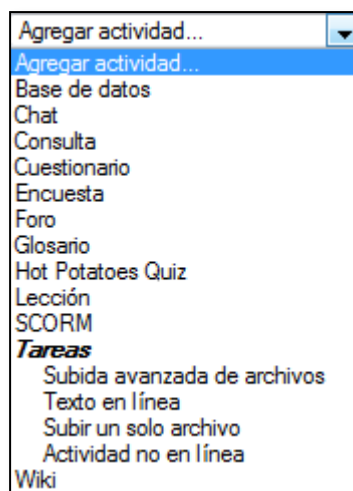 Agregar actividad...
Agregar actividad...
Base de datos
Chat
Consulta
Cuestionario
Encuesta
Foro
Glosario
Hot Potatoes Quiz
Lección
SCORM
Tareas
Subida avanzada de archivos
Texto en línea
Subir un solo archivo
Actividad no en línea
Wiki